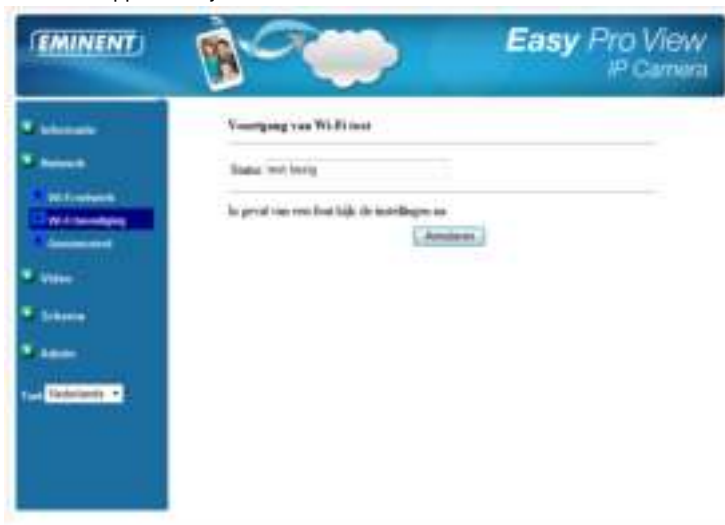 EMINENT
Easy Pro View
IP Camera
Informatie
Netwerk
Wi-Fi netwerk
Wi-Fi beveiliging
Video
Schema
Admin
Taal Nederlands
Voortgang van Wi-Fi test
Status: test bezig
In geval van een fout kijk de instellingen na
Annuleren